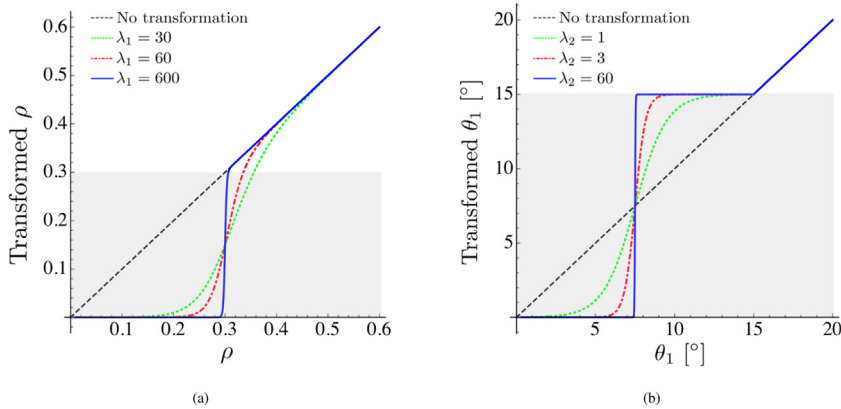 No transformation
λ₁ = 30
λ₁ = 60
λ₁ = 600
Transformed ρ
0.6
0.5
0.4
0.3
0.2
0.1
0.1 0.2 0.3 0.4 0.5 0.6
ρ
(a)
No transformation
λ₂ = 1
λ₂ = 3
λ₂ = 60
Transformed θ₁ [°]
20
15
10
5
5 10 15 20
θ₁ [°]
(b)